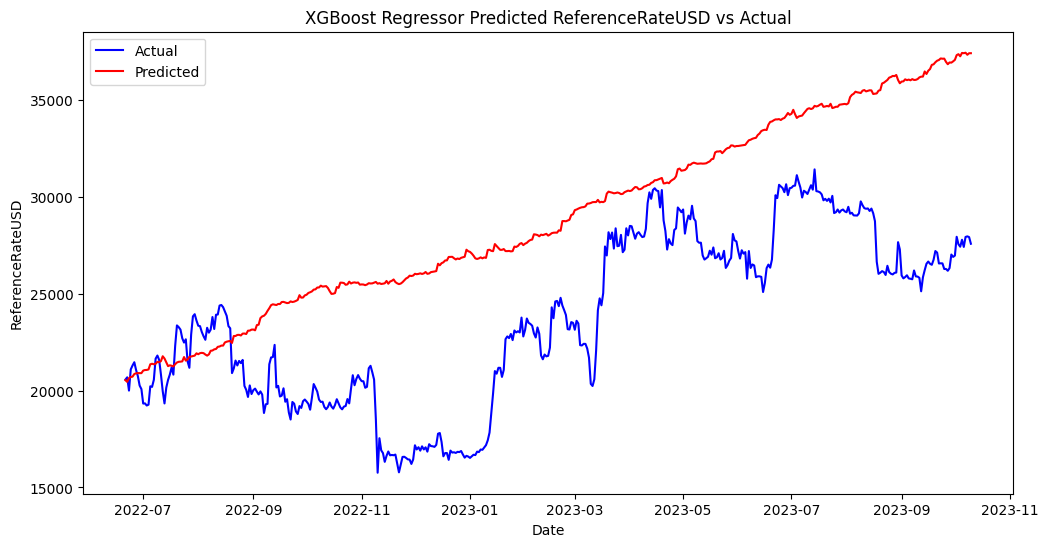 XGBoost Regressor Predicted ReferenceRateUSD vs Actual
Actual
Predicted
35000
30000
25000
20000
15000
ReferenceRateUSD
2022-07 2022-09 2022-11 2023-01 2023-03 2023-05 2023-07 2023-09 2023-11
Date